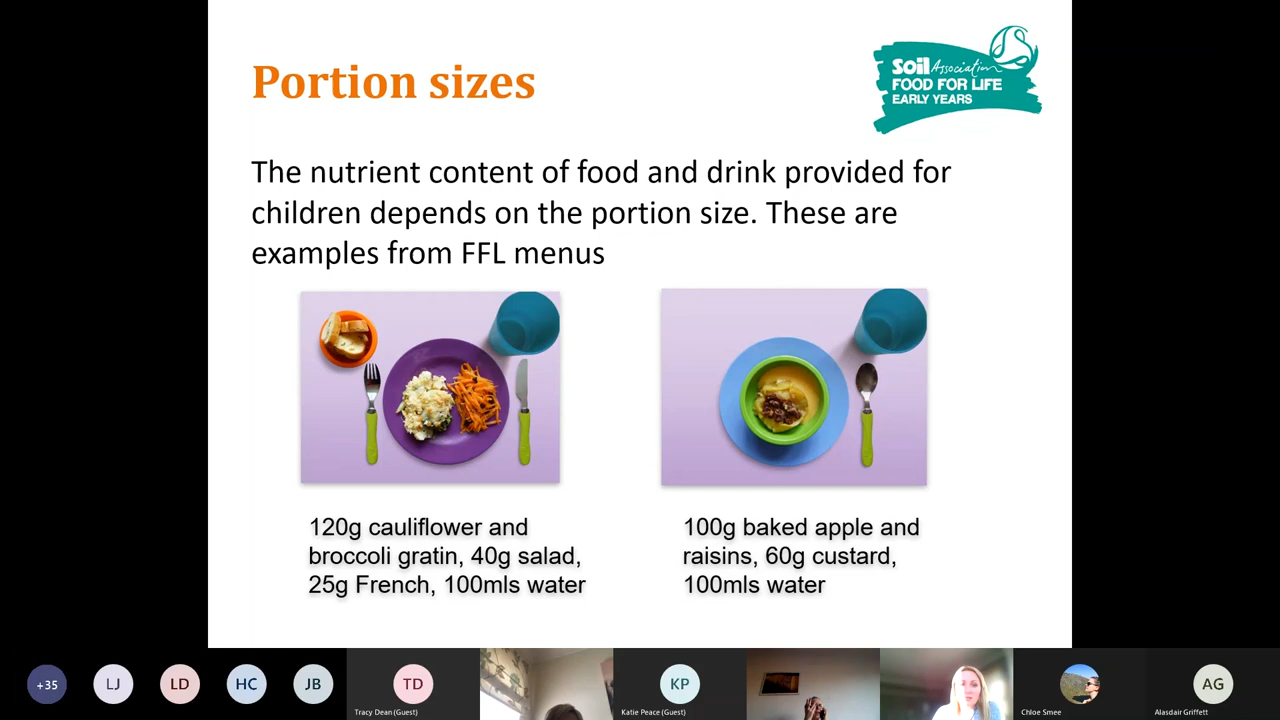 Portion sizes
Soil Association
FOOD FOR LIFE
EARLY YEARS
The nutrient content of food and drink provided for
children depends on the portion size. These are
examples from FFL menus
120g cauliflower and
broccoli gratin, 40g salad,
25g French, 100mls water
100g baked apple and
raisins, 60g custard,
100mls water
+35
LJ
LD
HC
JB
TD
Tracy Dean (Guest)
KP
Katie Peace (Guest)
Chloe Smee
AG
Alasdair Griffett